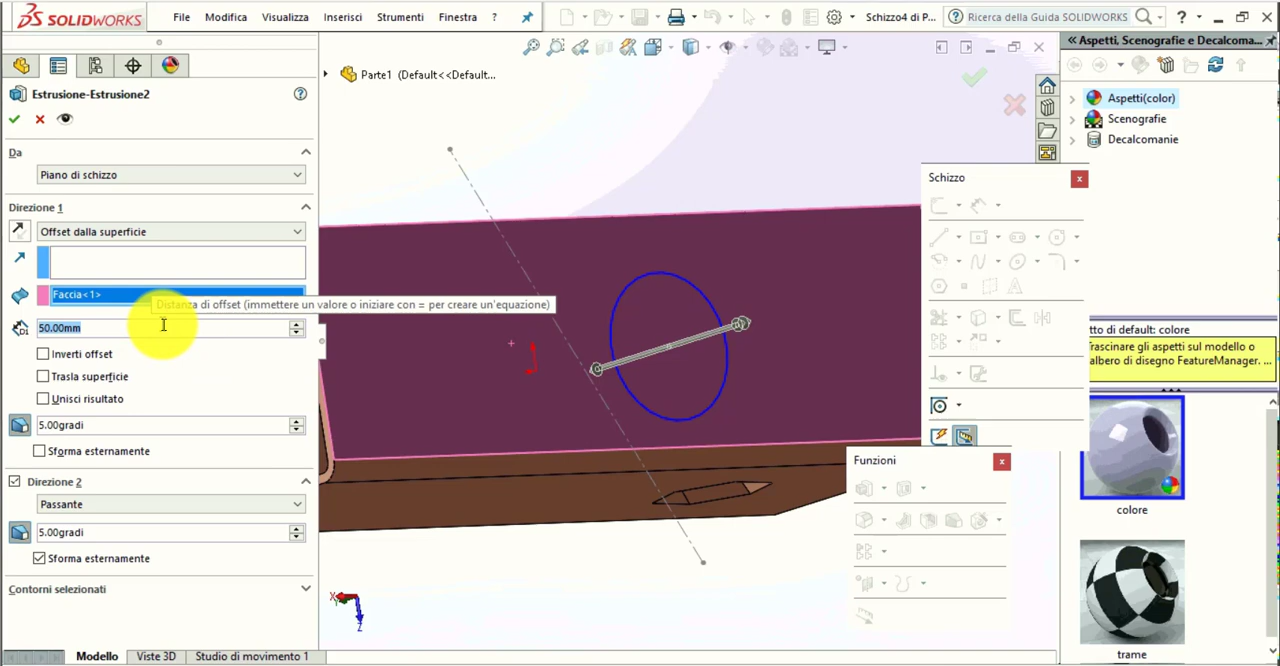 SOLIDWORKS
File
Modifica
Visualizza
Inserisci
Strumenti
Finestra
?
Schizzo4 di P...
Ricerca della Guida SOLIDWORKS
?
Estrusione-Estrusione2
Parte1 (Default<<Default...
Aspetti, Scenografie e Decalcoma...
Aspetti(color)
Scenografie
Decalcomanie
Da
Piano di schizzo
Schizzo
x
Direzione 1
Offset dalla superficie
Faccia<1>
Distanza di offset (immettere un valore o iniziare con = per creare un'equazione)
50.00mm
tto di default: colore
Trascinare gli aspetti sul modello o
albero di disegno FeatureManager. ...
Inverti offset
Trasla superficie
Unisci risultato
5.00gradi
Sforma esternamente
Funzioni
x
Direzione 2
Passante
colore
5.00gradi
Sforma esternamente
Contorni selezionati
X
Z
trame
Modello
Viste 3D
Studio di movimento 1